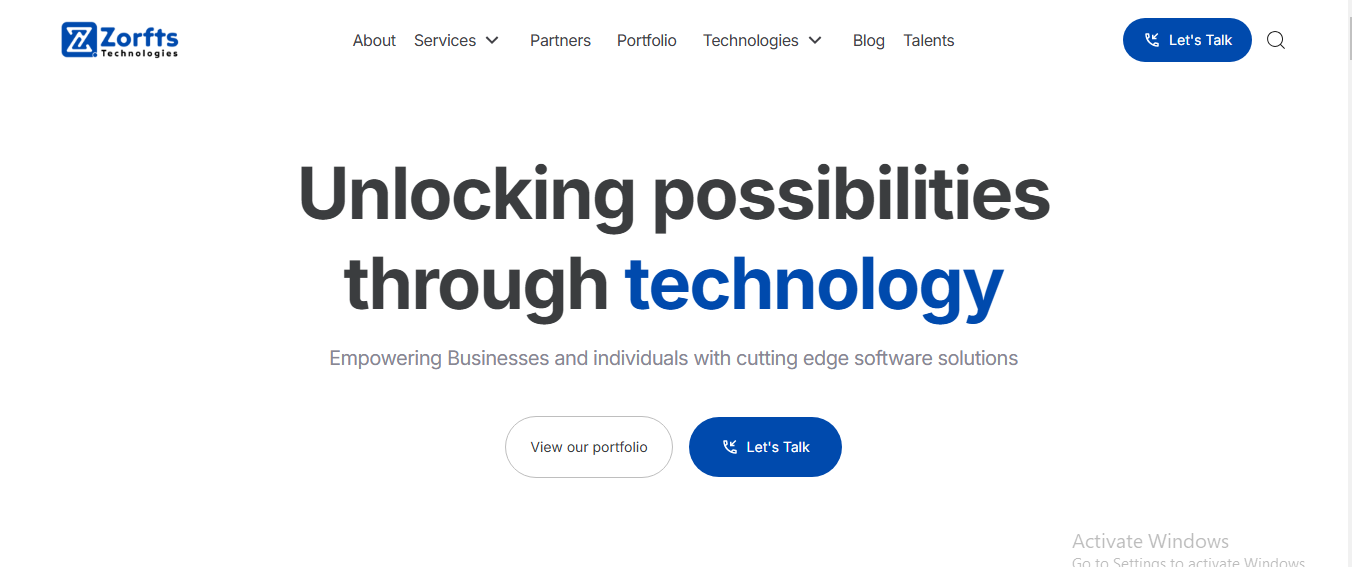 Zorfts
Technologies
About Services Partners Portfolio Technologies Blog Talents
Let's Talk
Unlocking possibilities
through technology
Empowering Businesses and individuals with cutting edge software solutions
View our portfolio
Let's Talk
Activate Windows
Go to Settings to activate Windows.